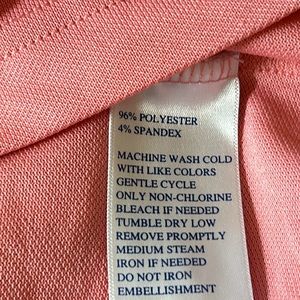 96% POLYESTER
4% SPANDEX
MACHINE WASH COLD
WITH LIKE COLORS
GENTLE CYCLE
ONLY NON-CHLORINE
BLEACH IF NEEDED
TUMBLE DRY LOW
REMOVE PROMPTLY
MEDIUM STEAM
IRON IF NEEDED
DO NOT IRON
EMBELLISHMENT